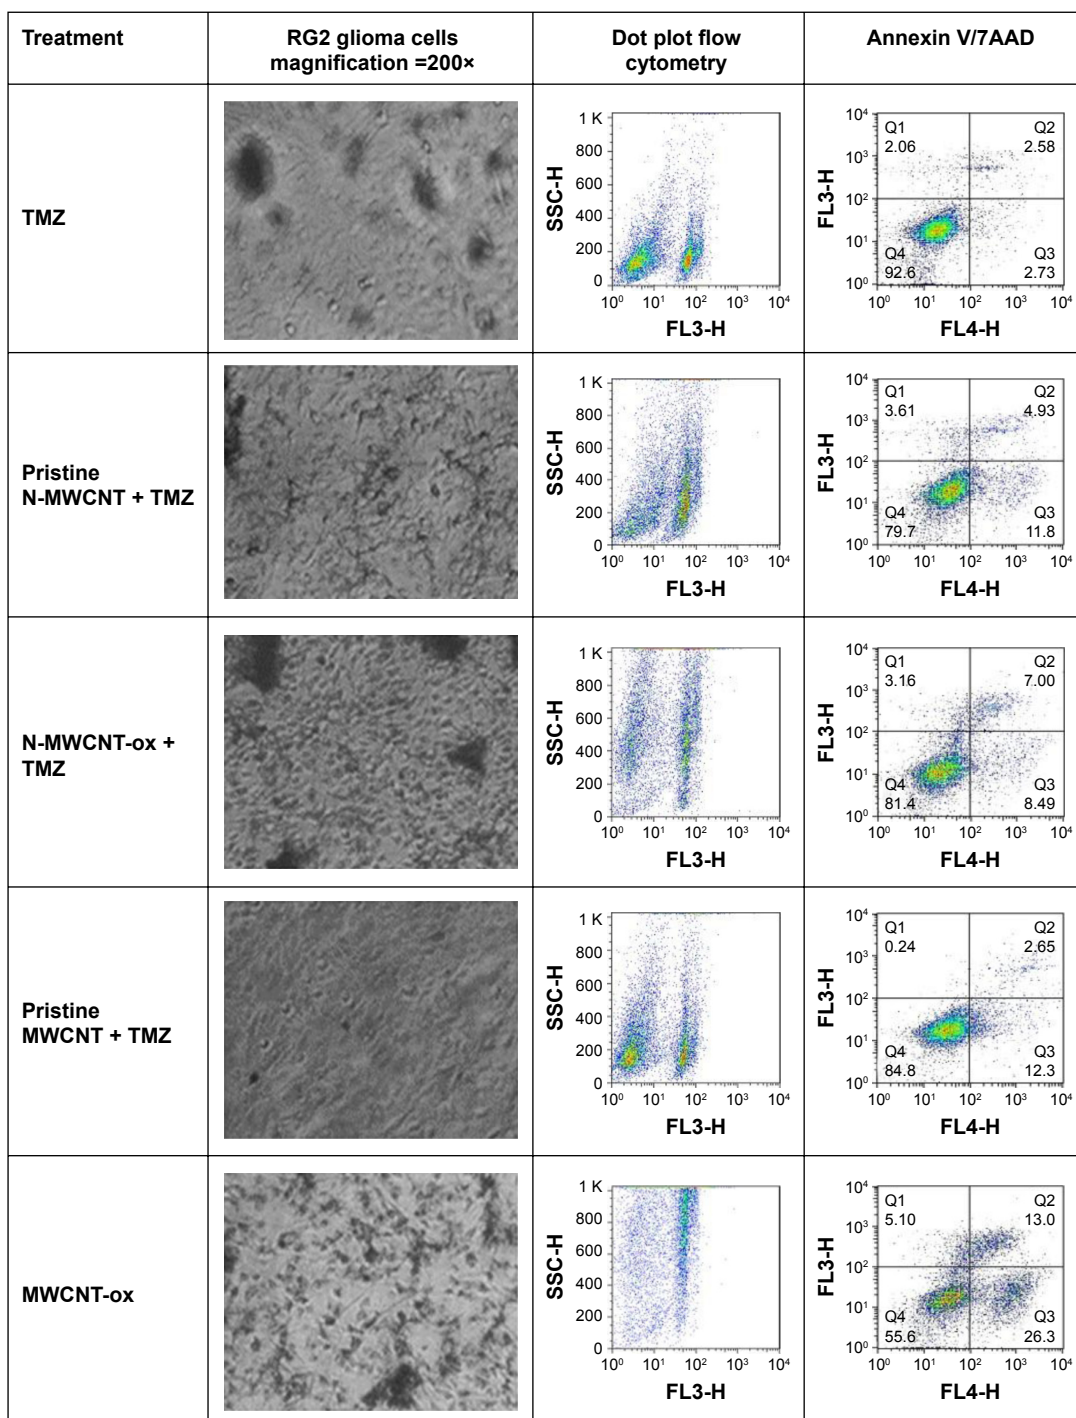 Treatment
RG2 glioma cells
magnification =200×
Dot plot flow
cytometry
Annexin V/7AAD
TMZ
SSC-H
1 K
800
600
400
200
0
10⁰ 10¹ 10² 10³ 10⁴
FL3-H
FL3-H
10⁴
10³
10²
10¹
10⁰
Q1
2.06
Q2
2.58
Q4
92.6
Q3
2.73
10⁰ 10¹ 10² 10³ 10⁴
FL4-H
Pristine
N-MWCNT + TMZ
SSC-H
1 K
800
600
400
200
0
10⁰ 10¹ 10² 10³ 10⁴
FL3-H
FL3-H
10⁴
10³
10²
10¹
10⁰
Q1
3.61
Q2
4.93
Q4
79.7
Q3
11.8
10⁰ 10¹ 10² 10³ 10⁴
FL4-H
N-MWCNT-ox +
TMZ
SSC-H
1 K
800
600
400
200
0
10⁰ 10¹ 10² 10³ 10⁴
FL3-H
FL3-H
10⁴
10³
10²
10¹
10⁰
Q1
3.16
Q2
7.00
Q4
81.4
Q3
8.49
10⁰ 10¹ 10² 10³ 10⁴
FL4-H
Pristine
MWCNT + TMZ
SSC-H
1 K
800
600
400
200
0
10⁰ 10¹ 10² 10³ 10⁴
FL3-H
FL3-H
10⁴
10³
10²
10¹
10⁰
Q1
0.24
Q2
2.65
Q4
84.8
Q3
12.3
10⁰ 10¹ 10² 10³ 10⁴
FL4-H
MWCNT-ox
SSC-H
1 K
800
600
400
200
0
10⁰ 10¹ 10² 10³ 10⁴
FL3-H
FL3-H
10⁴
10³
10²
10¹
10⁰
Q1
5.10
Q2
13.0
Q4
55.6
Q3
26.3
10⁰ 10¹ 10² 10³ 10⁴
FL4-H